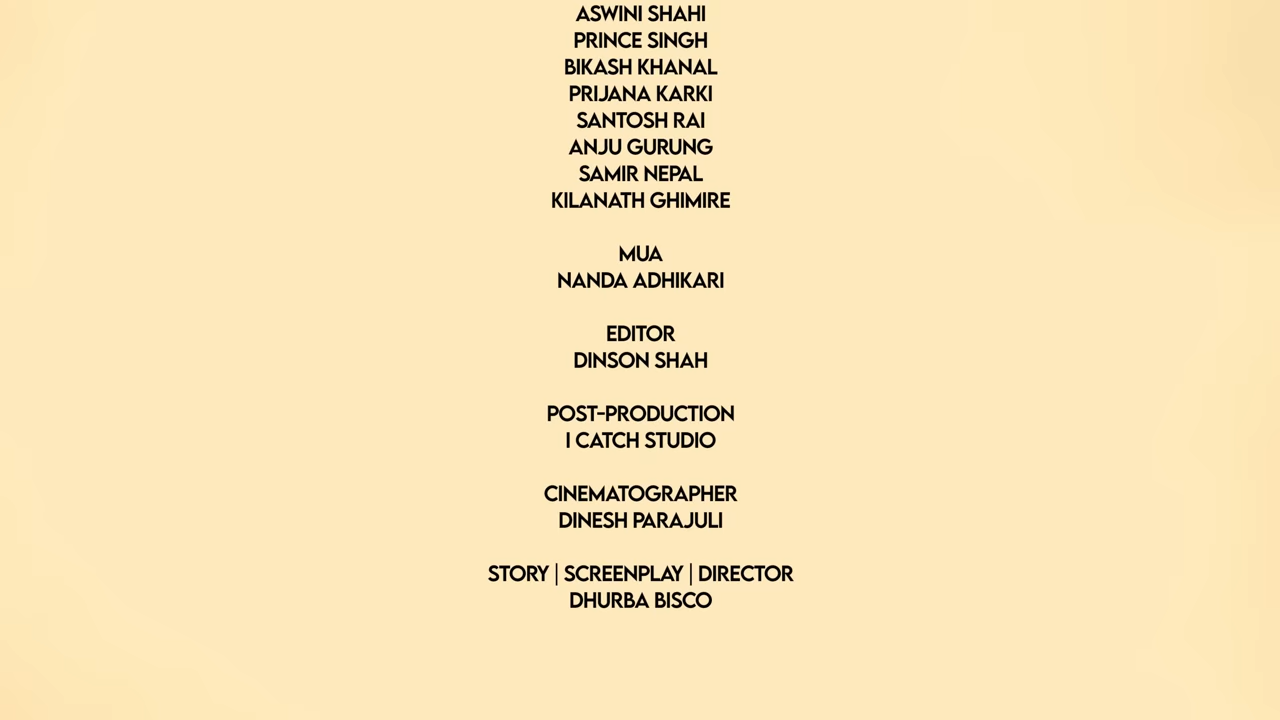 ASWINI SHAHI
PRINCE SINGH
BIKASH KHANAL
PRIJANA KARKI
SANTOSH RAI
ANJU GURUNG
SAMIR NEPAL
KILANATH GHIMIRE
MUA
NANDA ADHIKARI
EDITOR
DINSON SHAH
POST-PRODUCTION
I CATCH STUDIO
CINEMATOGRAPHER
DINESH PARAJULI
STORY | SCREENPLAY | DIRECTOR
DHURBA BISCO